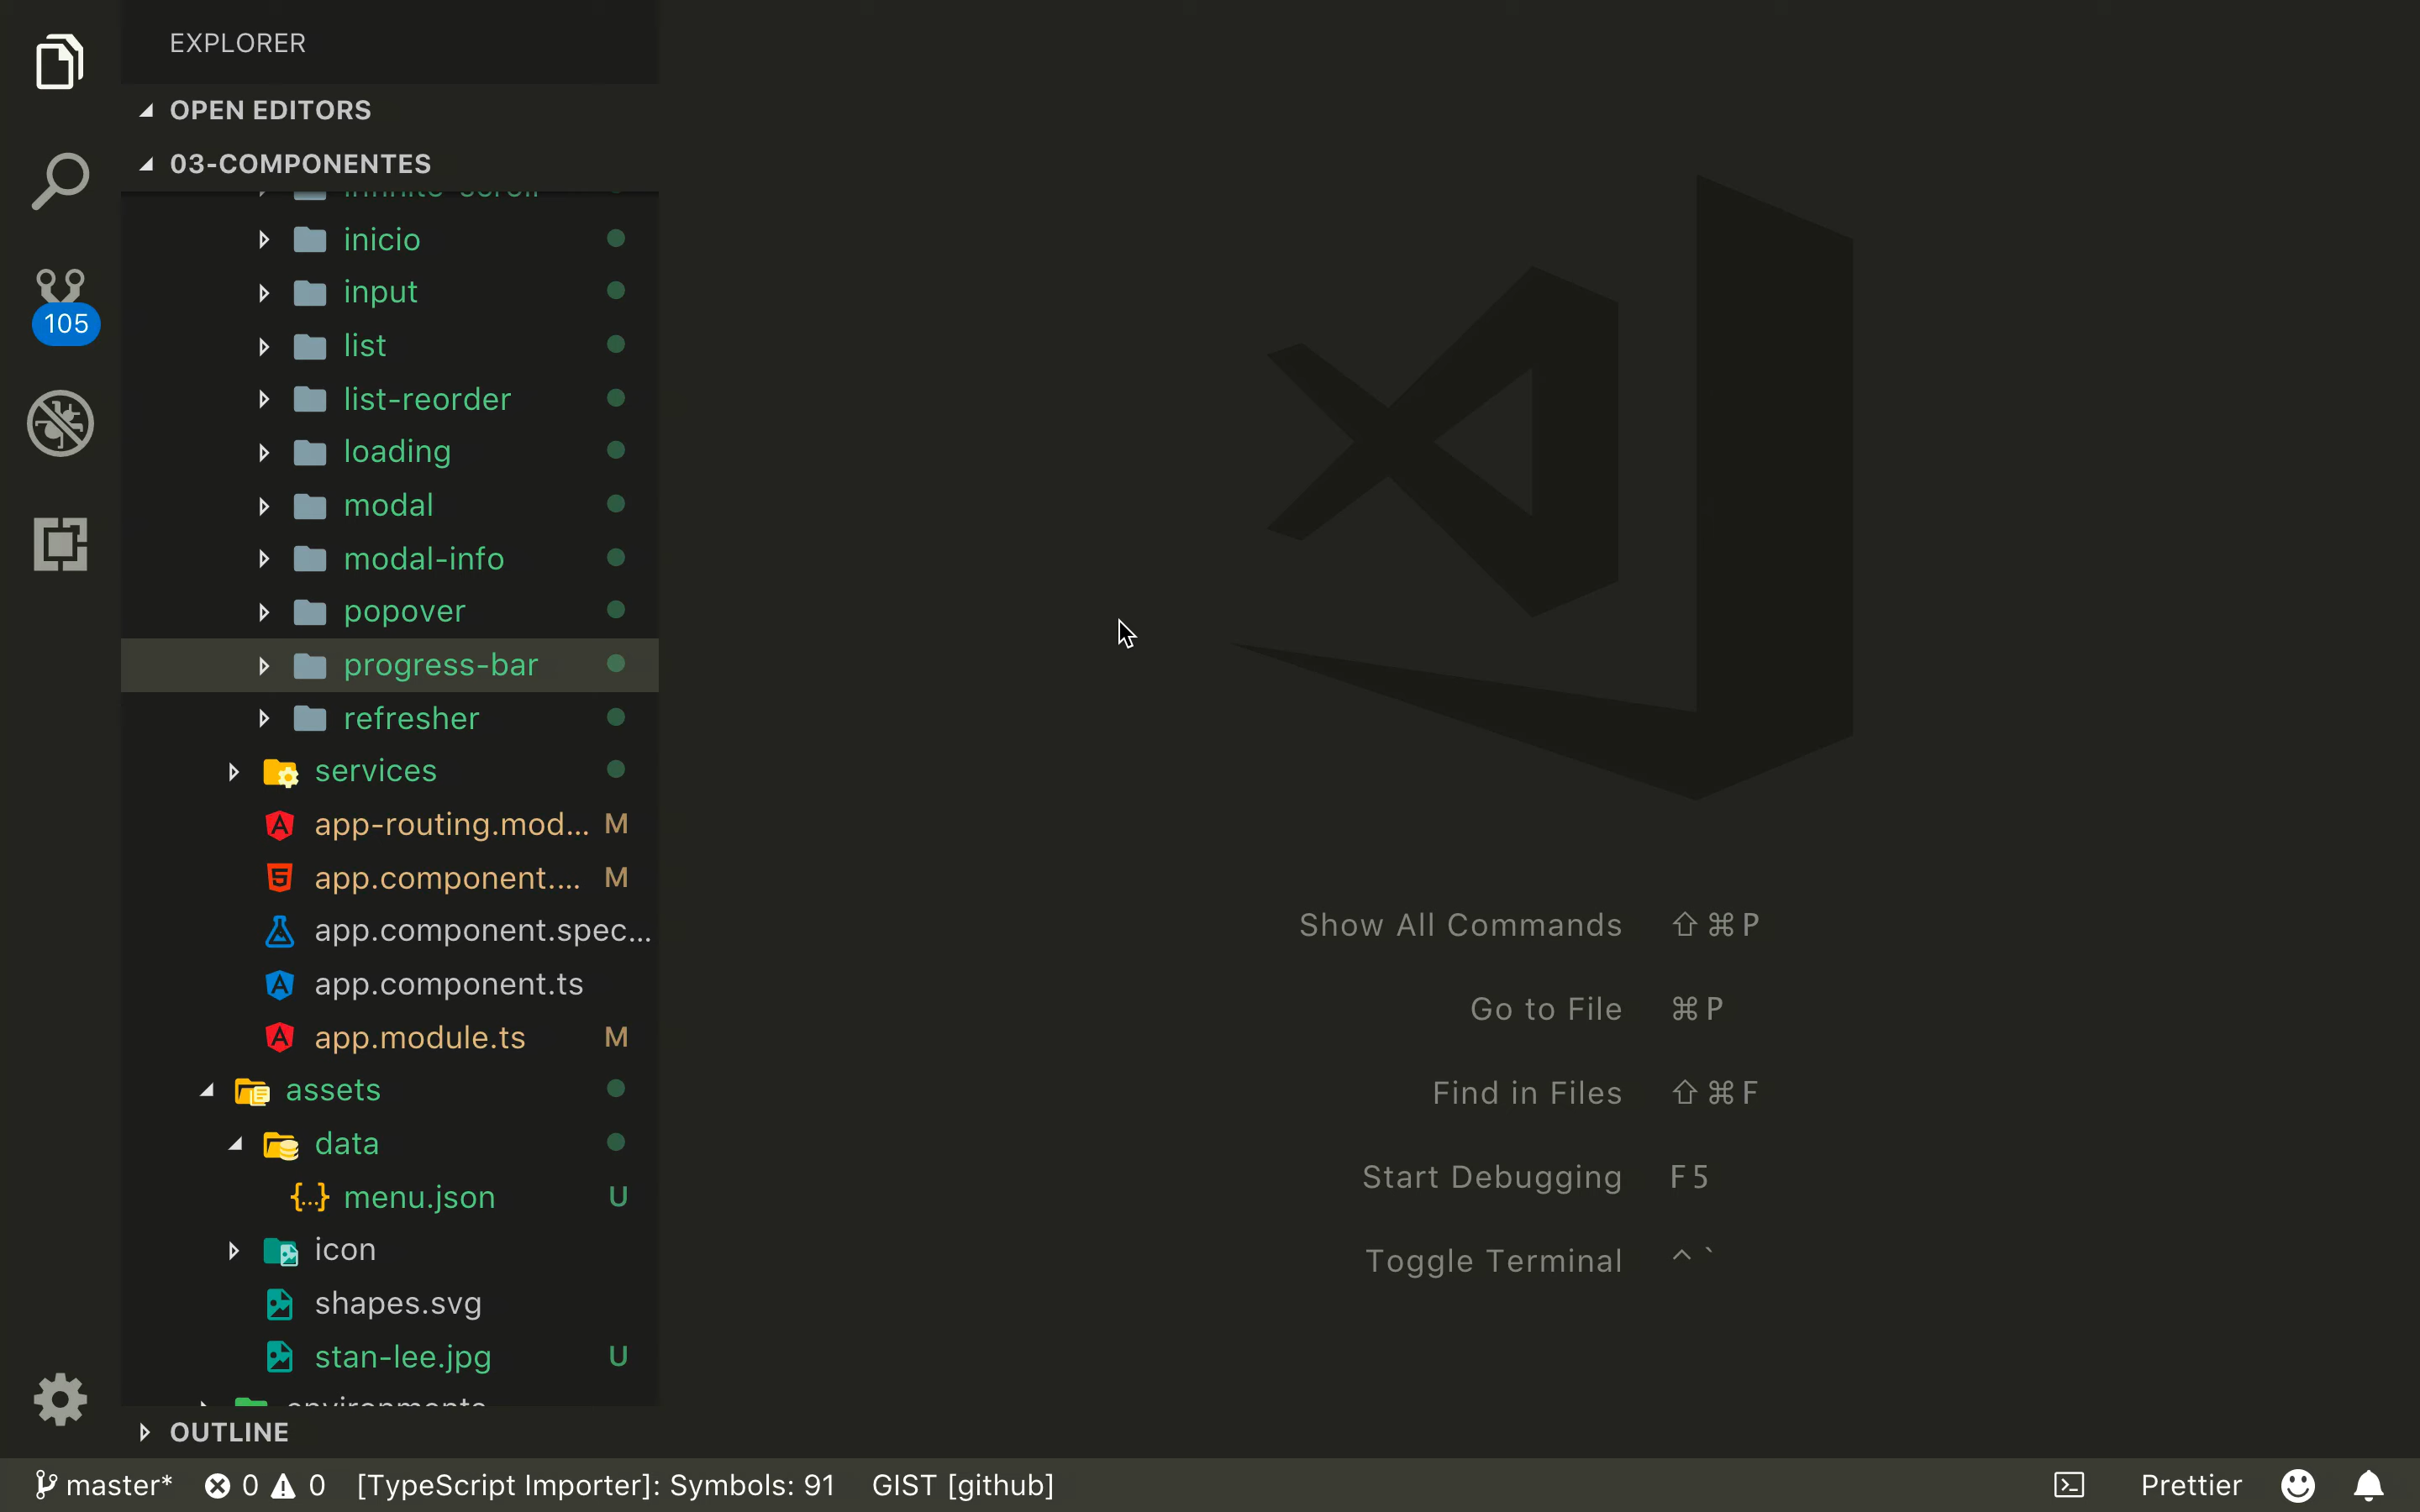 EXPLORER
OPEN EDITORS
03-COMPONENTES
infinite-scroll
inicio
input
105
list
list-reorder
loading
modal
modal-info
popover
progress-bar
refresher
services
app-routing.mod... M
app.component.... M
app.component.spec...
app.component.ts
app.module.ts M
assets
data
{...} menu.json U
icon
shapes.svg
stan-lee.jpg U
environments
OUTLINE
Show All Commands ⇧⌘P
Go to File ⌘P
Find in Files ⇧⌘F
Start Debugging F5
Toggle Terminal ^`
master* 0 0 [TypeScript Importer]: Symbols: 91 GIST [github] Prettier